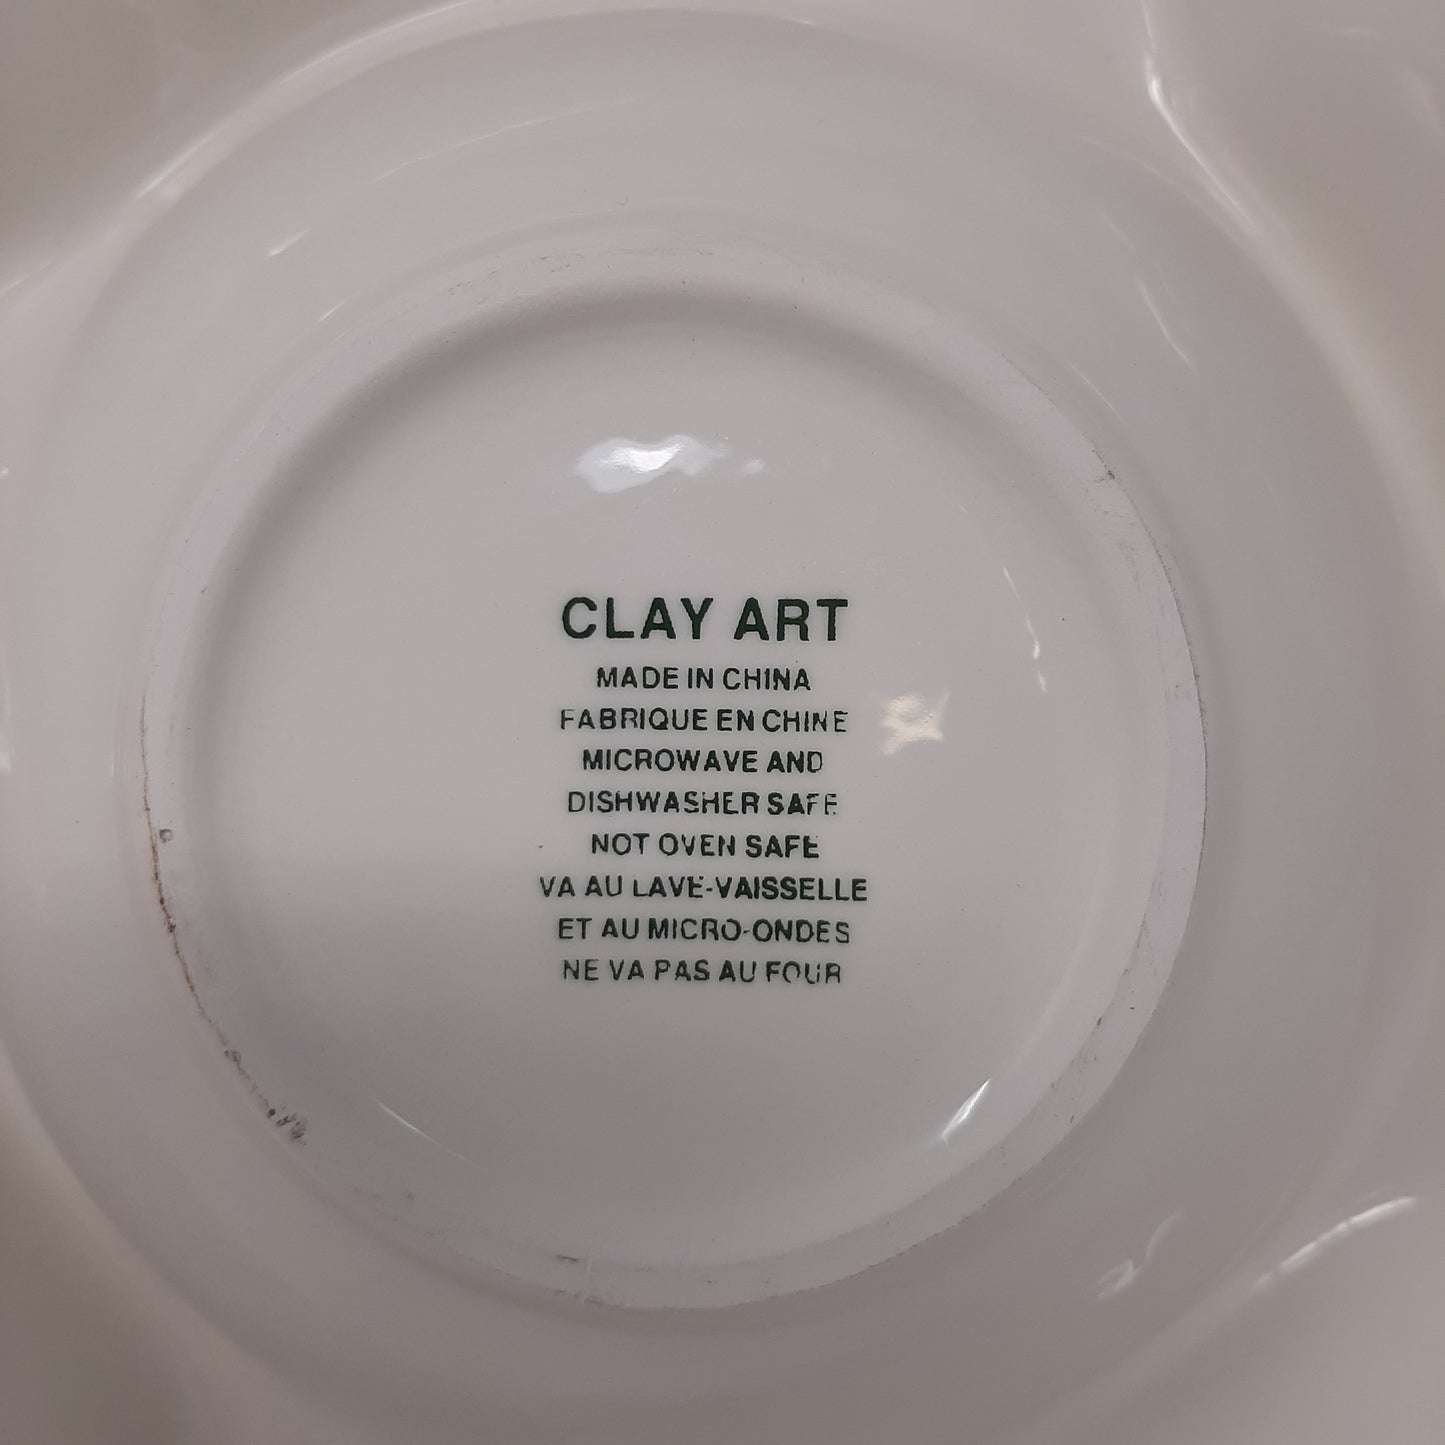 CLAY ART
MADE IN CHINA
FABRIQUE EN CHINE
MICROWAVE AND
DISHWASHER SAFE
NOT OVEN SAFE
VA AU LAVE-VAISSELLE
ET AU MICRO-ONDES
NE VA PAS AU FOUR